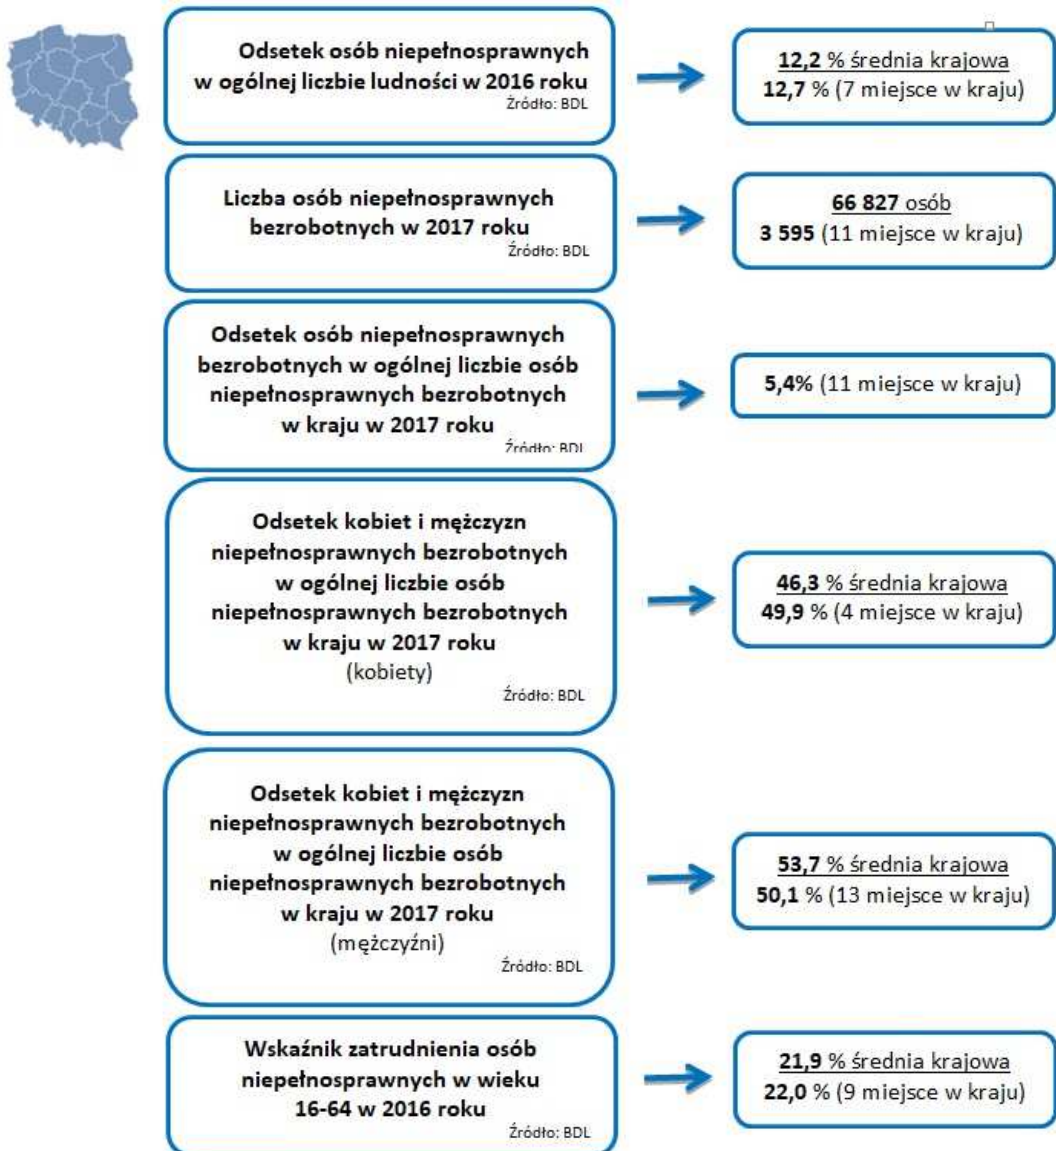 Odsetek osób niepełnosprawnych
w ogólnej liczbie ludności w 2016 roku
Źródło: BDL
12,2 % średnia krajowa
12,7 % (7 miejsce w kraju)
Liczba osób niepełnosprawnych
bezrobotnych w 2017 roku
Źródło: BDL
66 827 osób
3 595 (11 miejsce w kraju)
Odsetek osób niepełnosprawnych
bezrobotnych w ogólnej liczbie osób
niepełnosprawnych bezrobotnych
w kraju w 2017 roku
Źródło: BDL
5,4% (11 miejsce w kraju)
Odsetek kobiet i mężczyzn
niepełnosprawnych bezrobotnych
w ogólnej liczbie osób
niepełnosprawnych bezrobotnych
w kraju w 2017 roku
(kobiety)
Źródło: BDL
46,3 % średnia krajowa
49,9 % (4 miejsce w kraju)
Odsetek kobiet i mężczyzn
niepełnosprawnych bezrobotnych
w ogólnej liczbie osób
niepełnosprawnych bezrobotnych
w kraju w 2017 roku
(mężczyźni)
Źródło: BDL
53,7 % średnia krajowa
50,1 % (13 miejsce w kraju)
Wskaźnik zatrudnienia osób
niepełnosprawnych w wieku
16-64 w 2016 roku
Źródło: BDL
21,9 % średnia krajowa
22,0 % (9 miejsce w kraju)